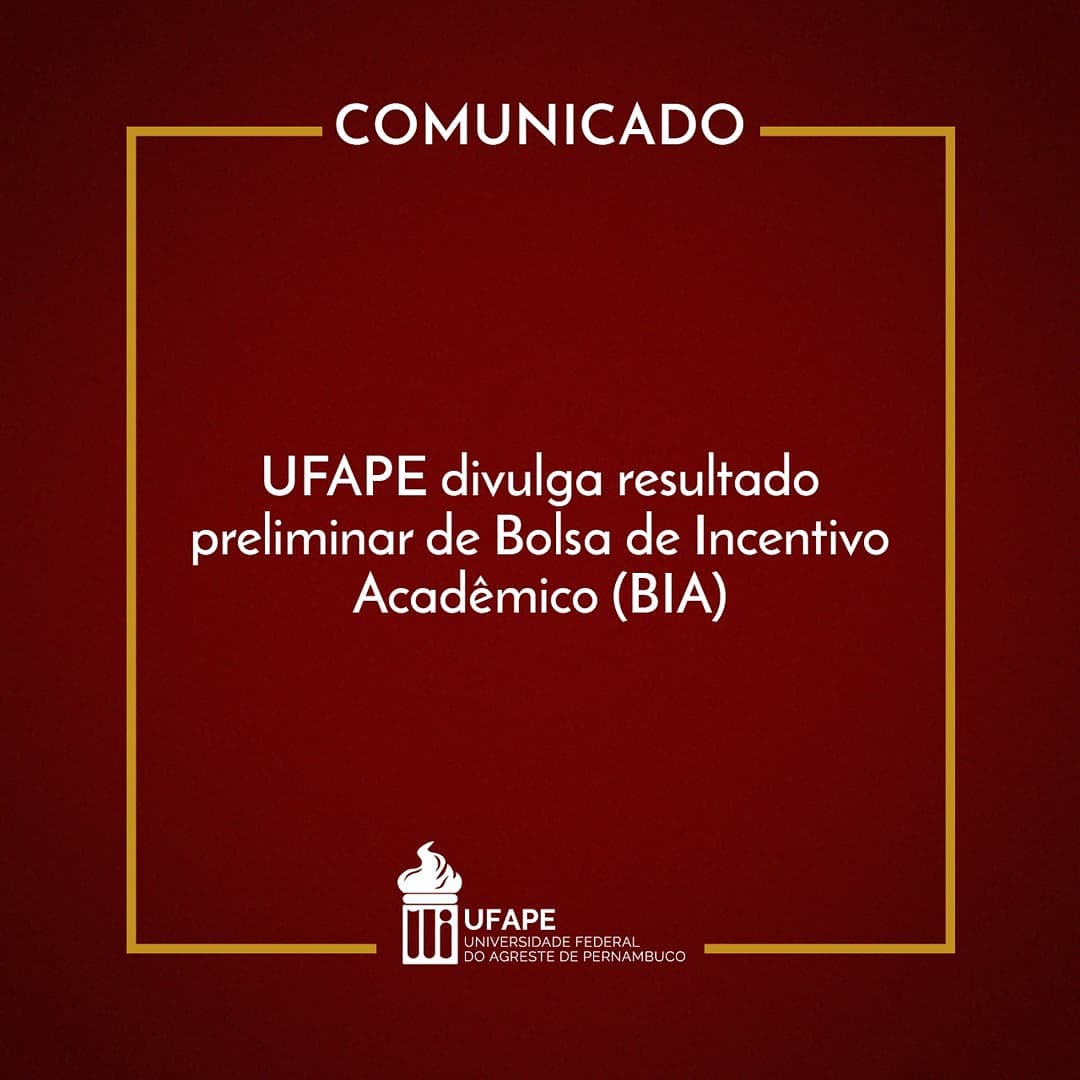 COMUNICADO
UFAPE divulga resultado
preliminar de Bolsa de Incentivo
Acadêmico (BIA)
UFAPE
UNIVERSIDADE FEDERAL
DO AGRESTE DE PERNAMBUCO